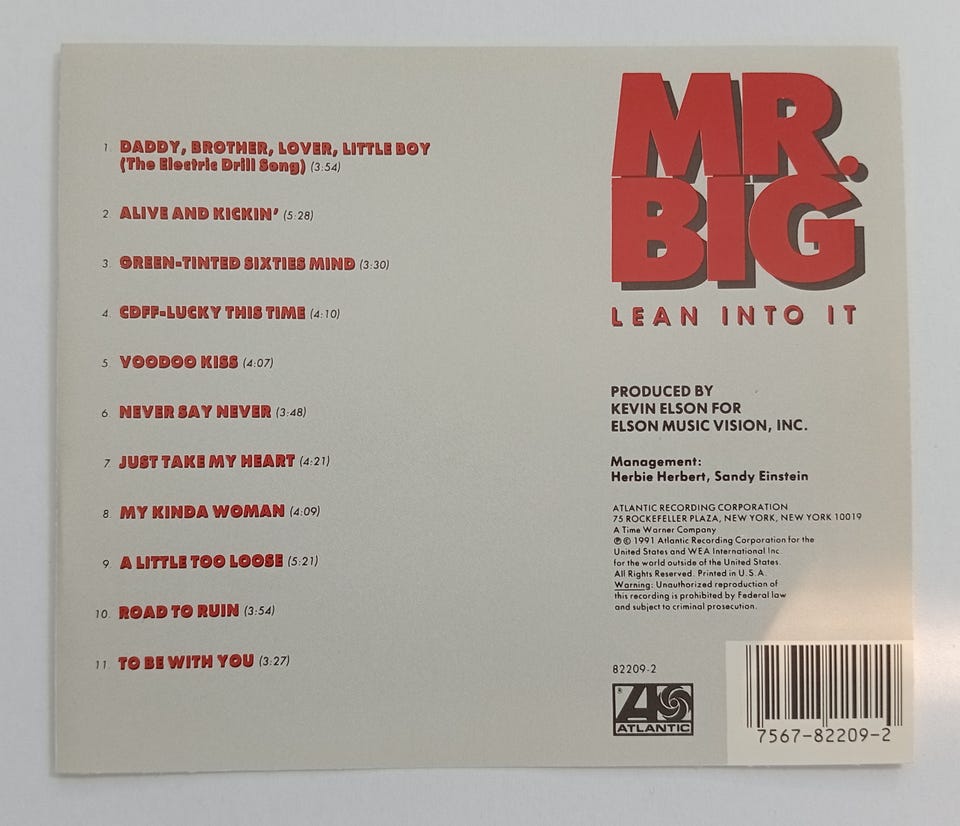 1. DADDY, BROTHER, LOVER, LITTLE BOY
(The Electric Drill Song) (3:54)
2. ALIVE AND KICKIN' (5:28)
3. GREEN-TINTED SIXTIES MIND (3:30)
4. CDFF-LUCKY THIS TIME (4:10)
5. VOODOO KISS (4:07)
6. NEVER SAY NEVER (3:48)
7. JUST TAKE MY HEART (4:21)
8. MY KINDA WOMAN (4:09)
9. A LITTLE TOO LOOSE (5:21)
10. ROAD TO RUIN (3:54)
11. TO BE WITH YOU (3:27)
MR.
BIG
LEAN INTO IT
PRODUCED BY
KEVIN ELSON FOR
ELSON MUSIC VISION, INC.
Management:
Herbie Herbert, Sandy Einstein
ATLANTIC RECORDING CORPORATION
75 ROCKEFELLER PLAZA, NEW YORK, NEW YORK 10019
A Time Warner Company
℗ © 1991 Atlantic Recording Corporation for the
United States and WEA International Inc.
for the world outside of the United States.
All Rights Reserved. Printed in U.S.A.
Warning: Unauthorized reproduction of
this recording is prohibited by Federal law
and subject to criminal prosecution.
82209-2
A
®
ATLANTIC
7567-82209-2